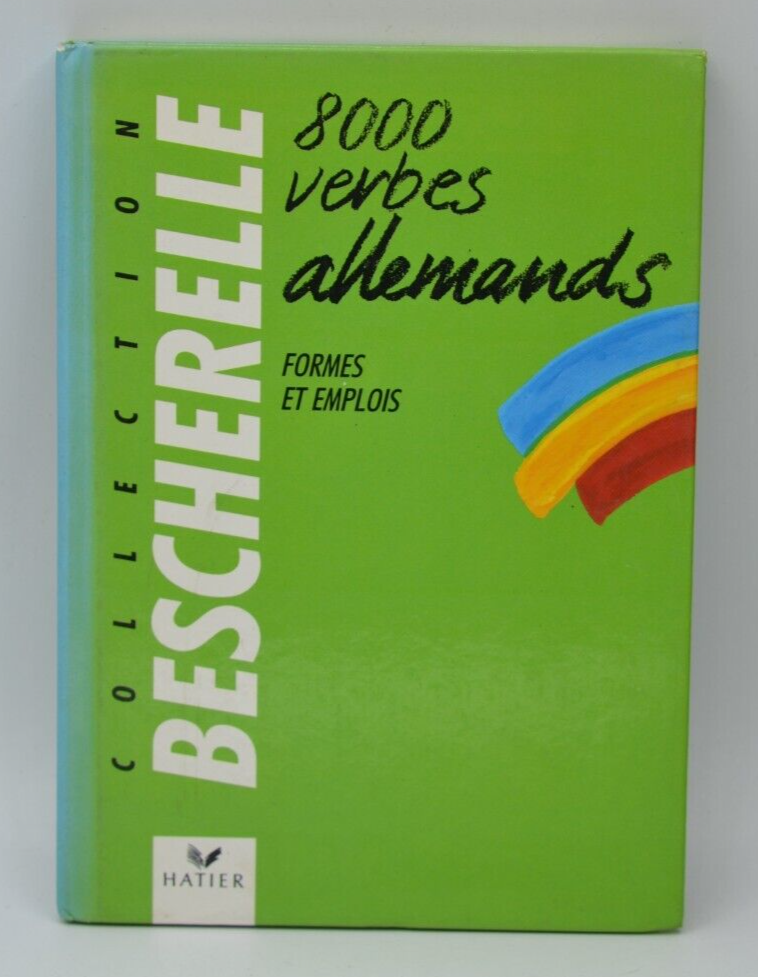 COLLECTION
BESCHERELLE
8000
verbes
allemands
FORMES
ET EMPLOIS
HATIER